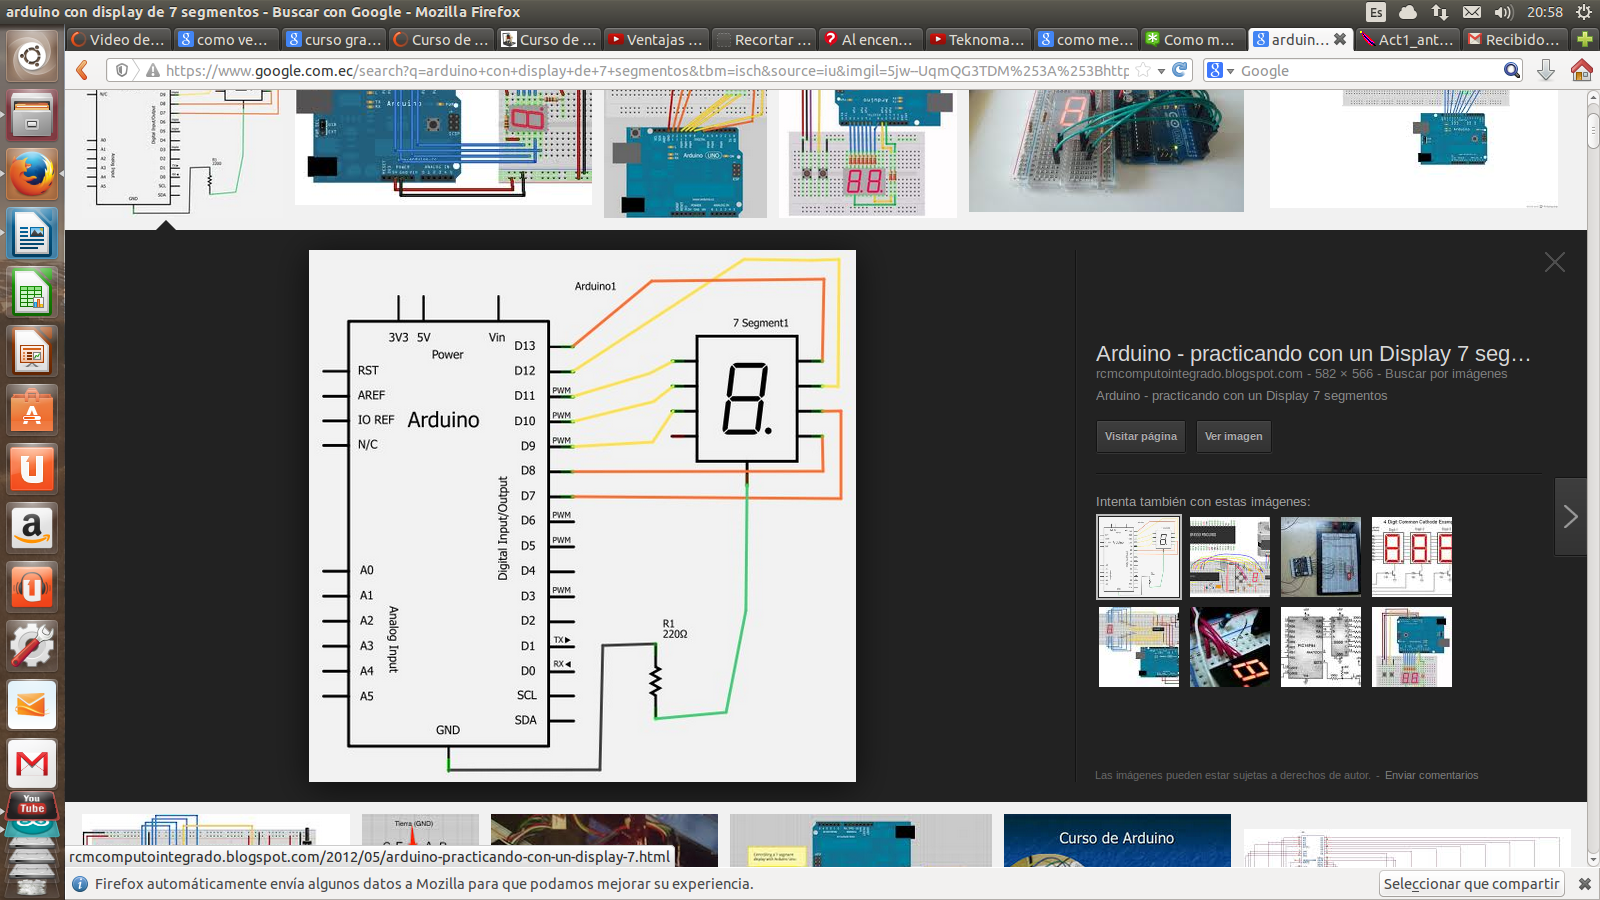 arduino con display de 7 segmentos - Buscar con Google - Mozilla Firefox
Es
20:58
Video de...
como ve...
curso gra...
Curso de ...
Curso de ...
Ventajas ...
Recortar ...
Al encen...
Teknoma...
como me...
Como m...
arduin...
Act1_ant...
Recibido...
https://www.google.com.ec/search?q=arduino+con+display+de+7+segmentos&tbm=isch&source=iu&imgil=5jw--UqmQG3TDM%253A%253Bhttp
Google
Arduino1
7 Segment1
3V3 5V Vin
Power
D13
RST
D12
AREF
D11
PWM
IO REF
Arduino
D10
PWM
N/C
D9
PWM
D8
D7
Digital Input/Output
D6
PWM
D5
PWM
A0
D4
A1
D3
PWM
A2
D2
Analog Input
A3
D1
TX
A4
D0
RX
A5
SCL
SDA
GND
R1
220Ω
Arduino - practicando con un Display 7 seg...
rcmcomputointegrado.blogspot.com - 582 × 566 - Buscar por imágenes
Arduino - practicando con un Display 7 segmentos
Visitar página
Ver imagen
Intenta también con estas imágenes:
Las imágenes pueden estar sujetas a derechos de autor. - Enviar comentarios
You
Tube
Tierra (GND)
Curso de Arduino
rcmcomputointegrado.blogspot.com/2012/05/arduino-practicando-con-un-display-7.html
Firefox automáticamente envía algunos datos a Mozilla para que podamos mejorar su experiencia.
Seleccionar que compartir